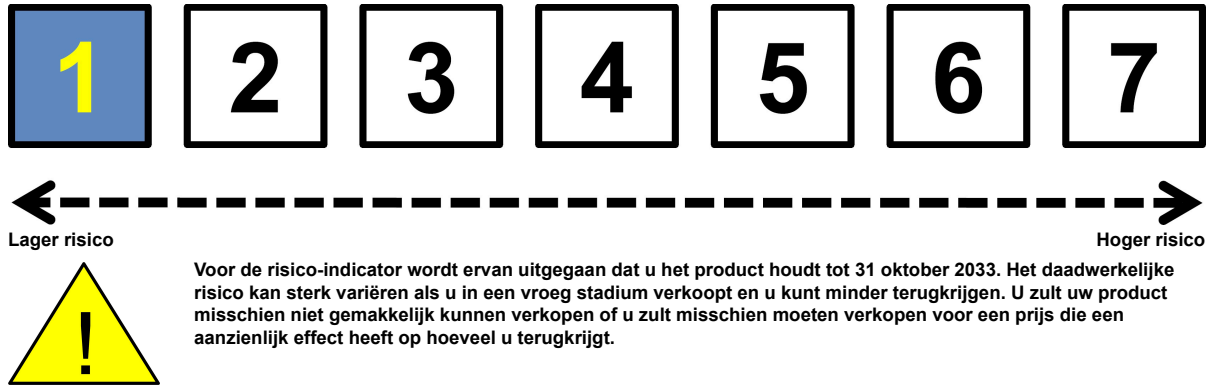 1 2 3 4 5 6 7
Lager risico Hoger risico
Voor de risico-indicator wordt ervan uitgegaan dat u het product houdt tot 31 oktober 2033. Het daadwerkelijke
risico kan sterk variëren als u in een vroeg stadium verkoopt en u kunt minder terugkrijgen. U zult uw product
misschien niet gemakkelijk kunnen verkopen of u zult misschien moeten verkopen voor een prijs die een
aanzienlijk effect heeft op hoeveel u terugkrijgt.
!